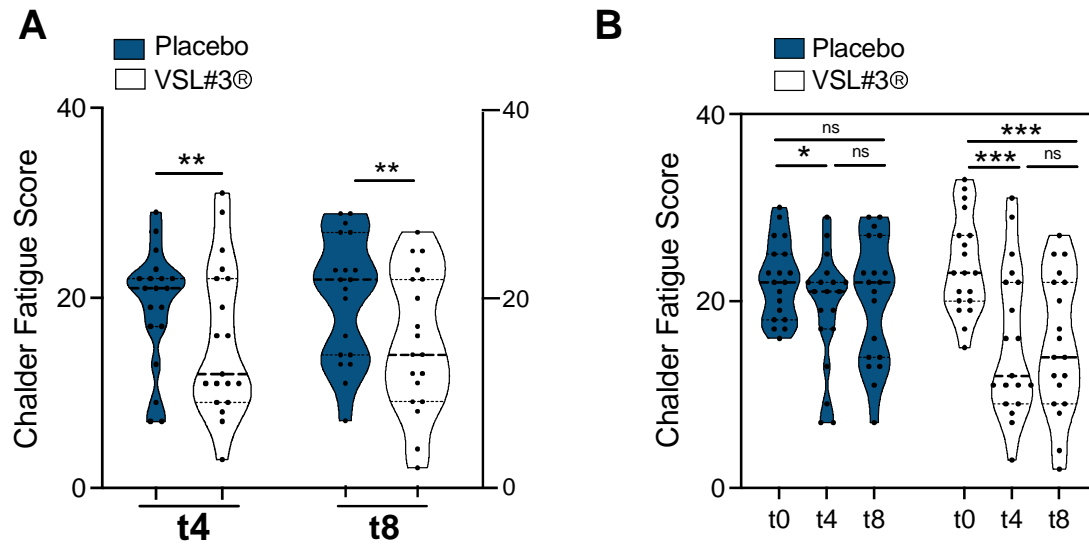 A
Placebo
VSL#3®
Chalder Fatigue Score
40
20
0
40
20
0
**
**
t4
t8
B
Placebo
VSL#3®
Chalder Fatigue Score
40
20
0
ns
*
ns
***
***
ns
t0 t4 t8 t0 t4 t8